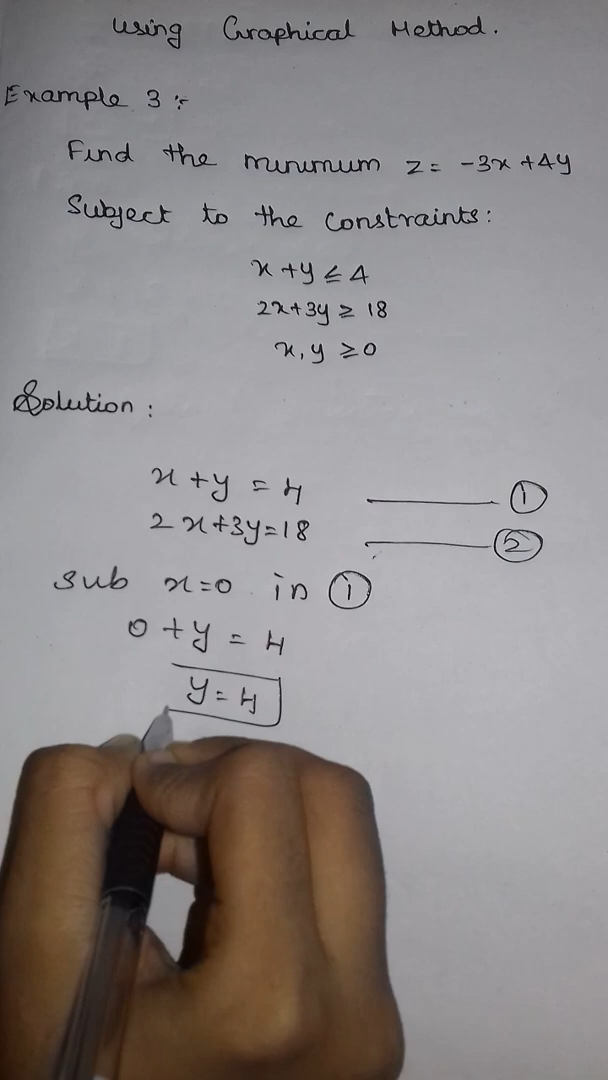 Using Graphical Method.
Example 3 :-
Find the minimum z = -3x + 4y
Subject to the constraints:
x + y ≤ 4
2x + 3y ≥ 18
x, y ≥ 0
Solution :
x + y = 4 ——— ①
2x + 3y = 18 ——— ②
Sub x = 0 in ①
0 + y = 4
y = 4